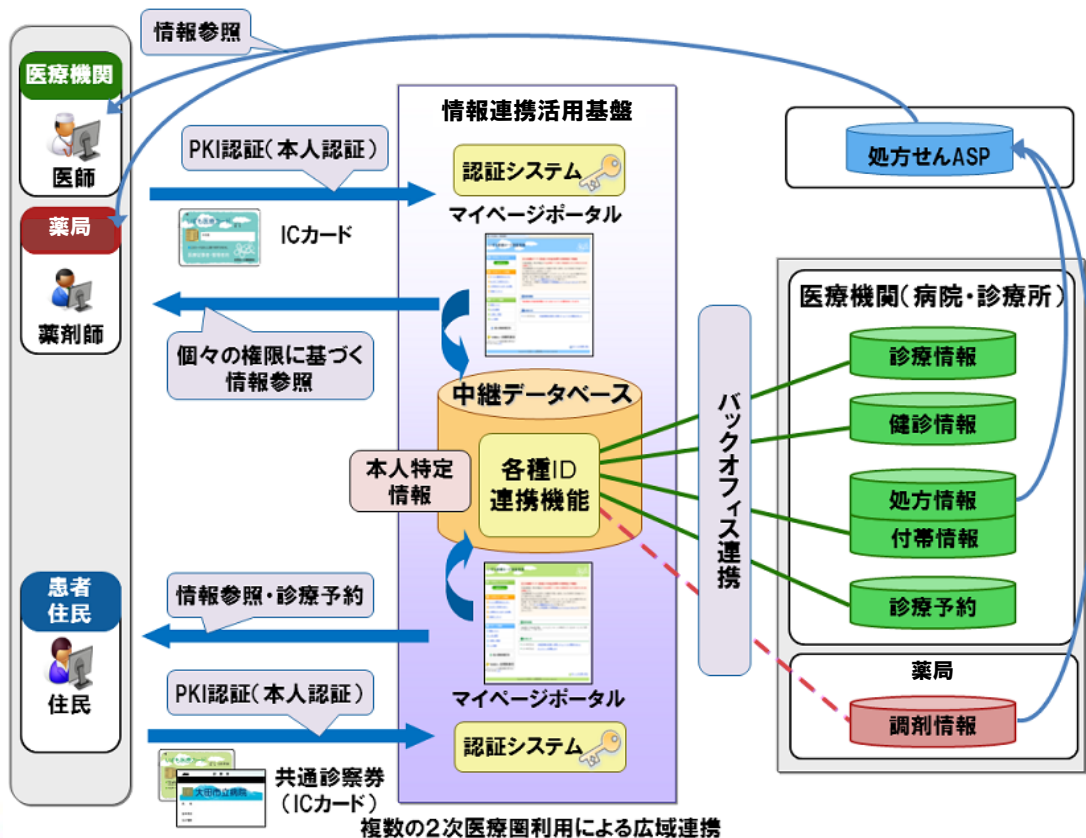 情報参照
医療機関
医師
薬局
薬剤師
PKI認証(本人認証)
ICカード
個々の権限に基づく
情報参照
情報連携活用基盤
認証システム
マイページポータル
中継データベース
本人特定
情報
各種ID
連携機能
バックオフィス連携
処方せんASP
医療機関(病院・診療所)
診療情報
健診情報
処方情報
付帯情報
診療予約
薬局
調剤情報
患者
住民
住民
情報参照・診療予約
PKI認証(本人認証)
マイページポータル
認証システム
太田市立病院
共通診察券
(ICカード)
複数の2次医療圏利用による広域連携